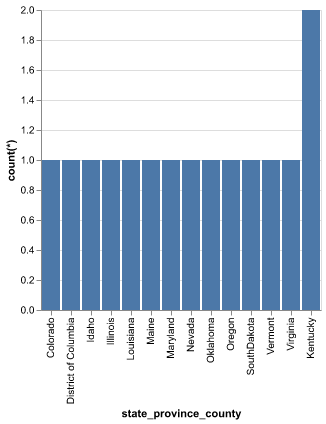 2.0
1.8
1.6
1.4
1.2
1.0
0.8
0.6
0.4
0.2
0.0
count(*)
Colorado
District of Columbia
Idaho
Illinois
Louisiana
Maine
Maryland
Nevada
Oklahoma
Oregon
SouthDakota
Vermont
Virginia
Kentucky
state_province_county